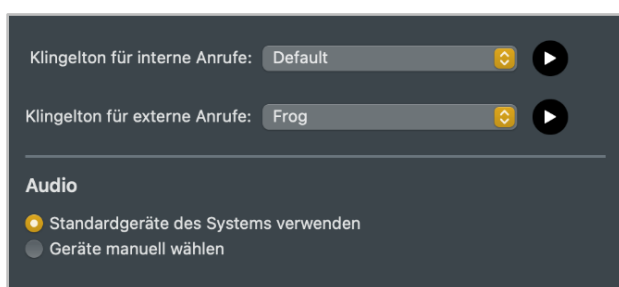 Klingelton für interne Anrufe: Default
Klingelton für externe Anrufe: Frog
Audio
Standardgeräte des Systems verwenden
Geräte manuell wählen